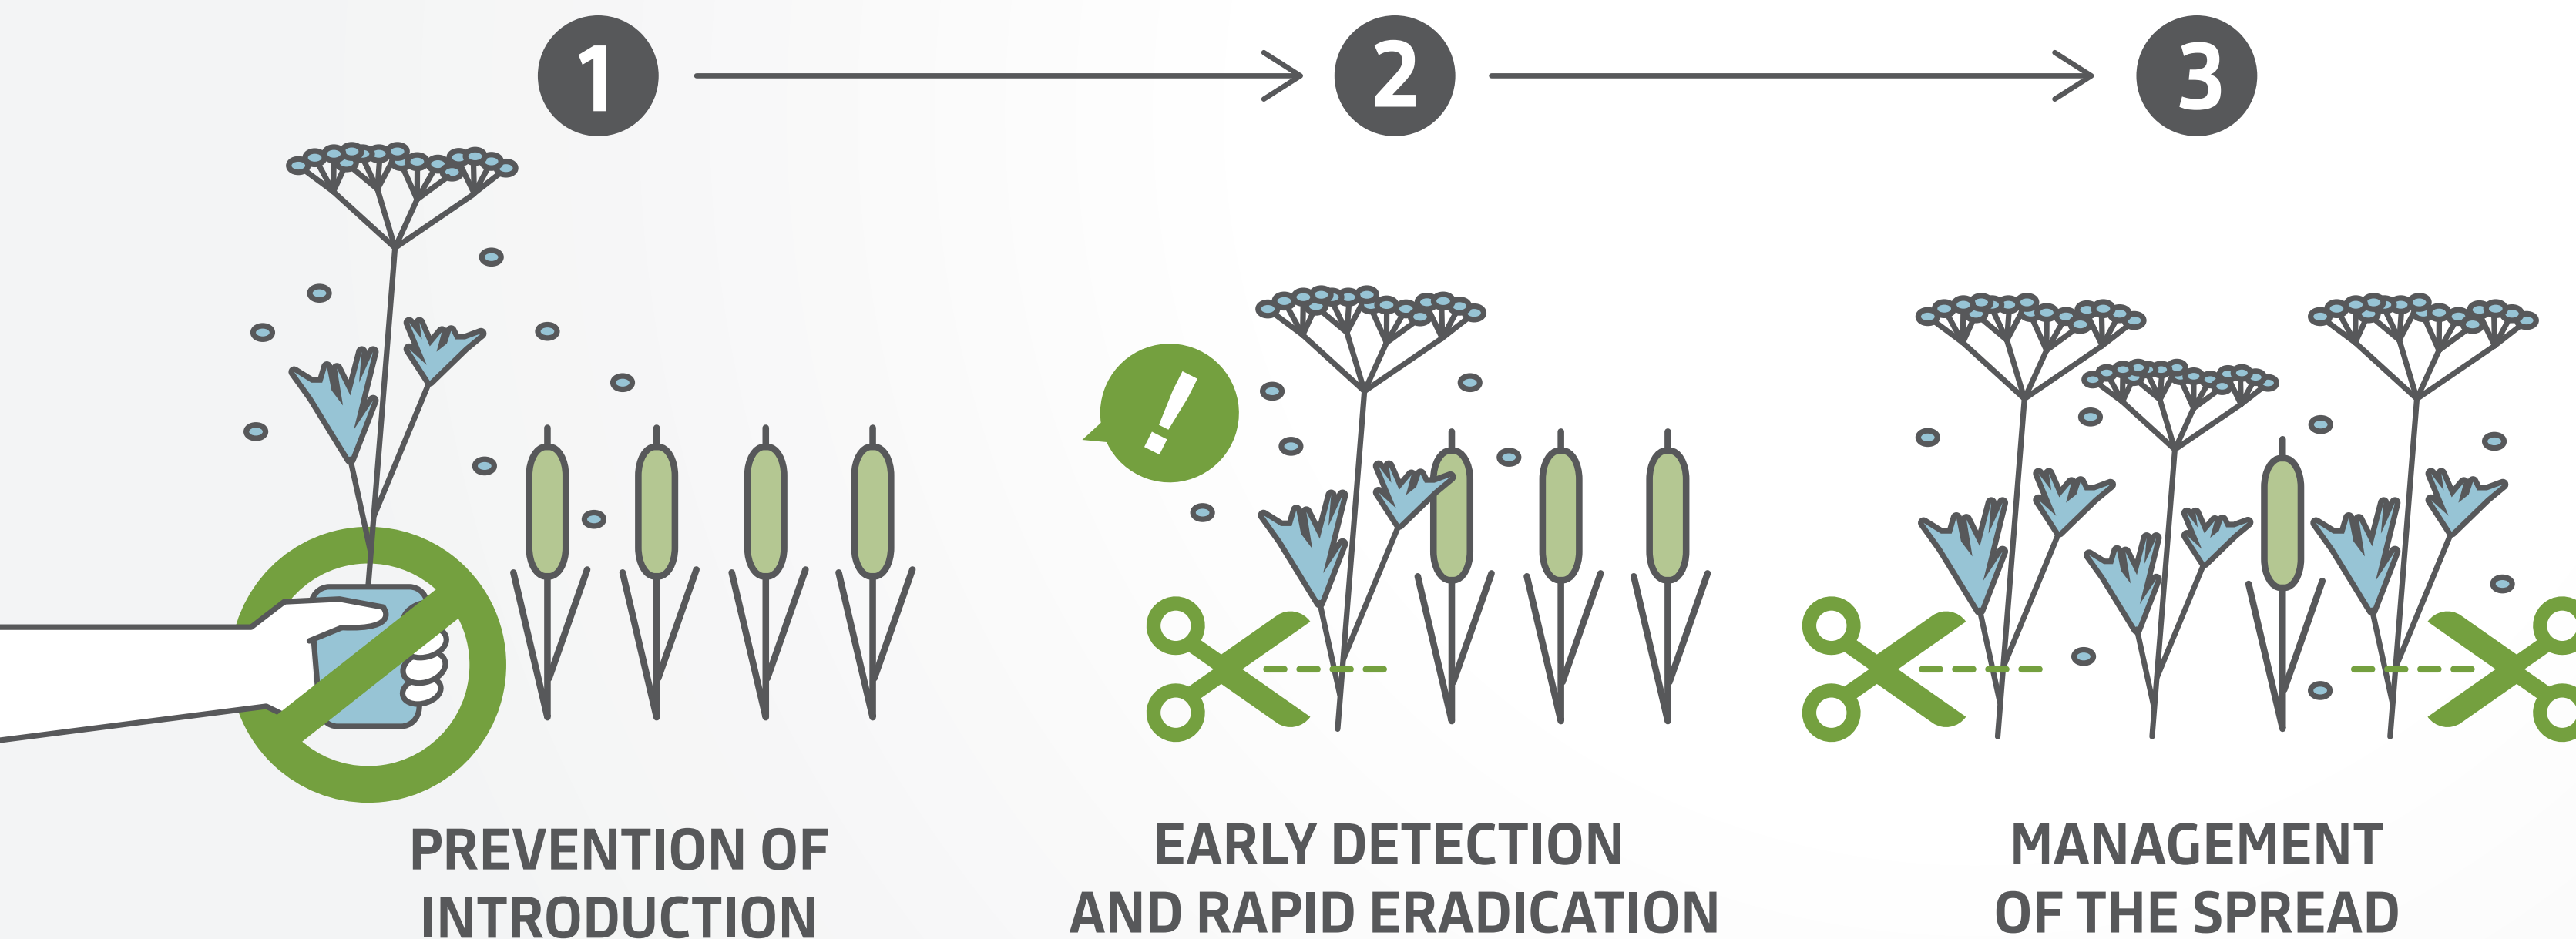 1
2
3
!
PREVENTION OF
INTRODUCTION
EARLY DETECTION
AND RAPID ERADICATION
MANAGEMENT
OF THE SPREAD